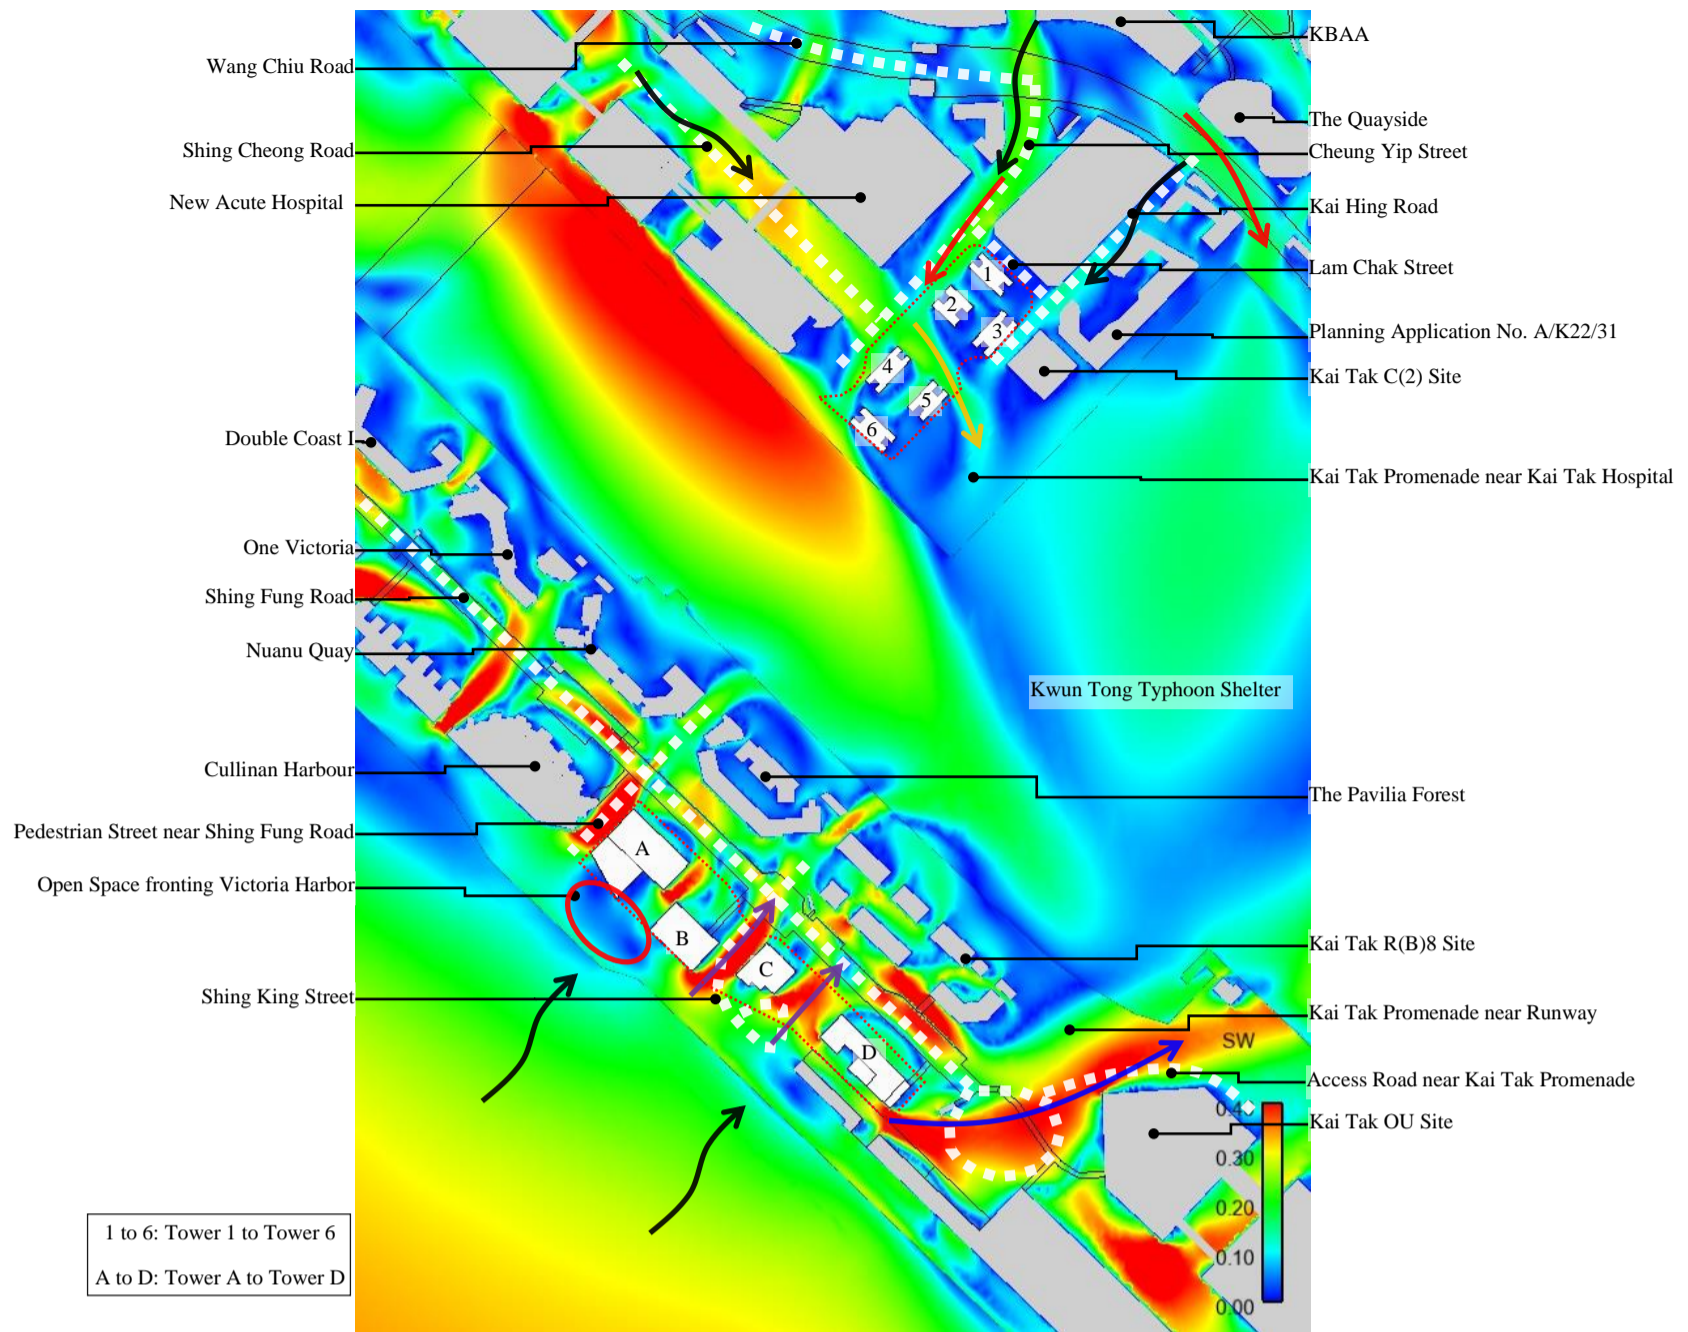 KBAA
Wang Chiu Road
The Quayside
Shing Cheong Road
Cheung Yip Street
New Acute Hospital
Kai Hing Road
Lam Chak Street
1
2
3
Planning Application No. A/K22/31
4
Kai Tak C(2) Site
5
6
Double Coast I
Kai Tak Promenade near Kai Tak Hospital
One Victoria
Shing Fung Road
Nuanu Quay
Kwun Tong Typhoon Shelter
Cullinan Harbour
The Pavilia Forest
Pedestrian Street near Shing Fung Road
A
Open Space fronting Victoria Harbor
B
Kai Tak R(B)8 Site
C
Shing King Street
Kai Tak Promenade near Runway
SW
D
Access Road near Kai Tak Promenade
0.4
Kai Tak OU Site
0.30
0.20
0.10
0.00
1 to 6: Tower 1 to Tower 6
A to D: Tower A to Tower D